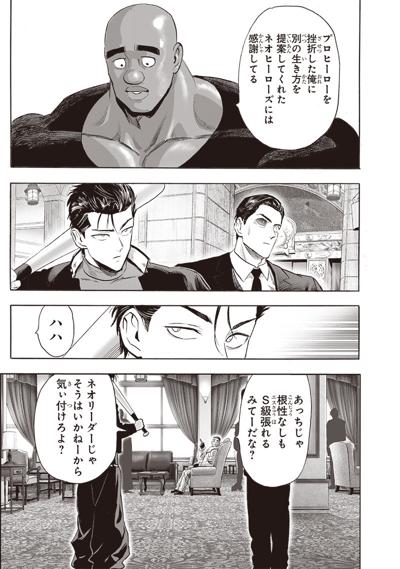 プロヒーローを
挫折した俺に
別の生き方を
提案してくれた
ネオヒーローズには
感謝してる
ハハ
あっちじゃ
根性なしも
S級張れる
みてーだな?
ネオリーダーじゃ
そうはいかねーから
気ぃ付けろよ?